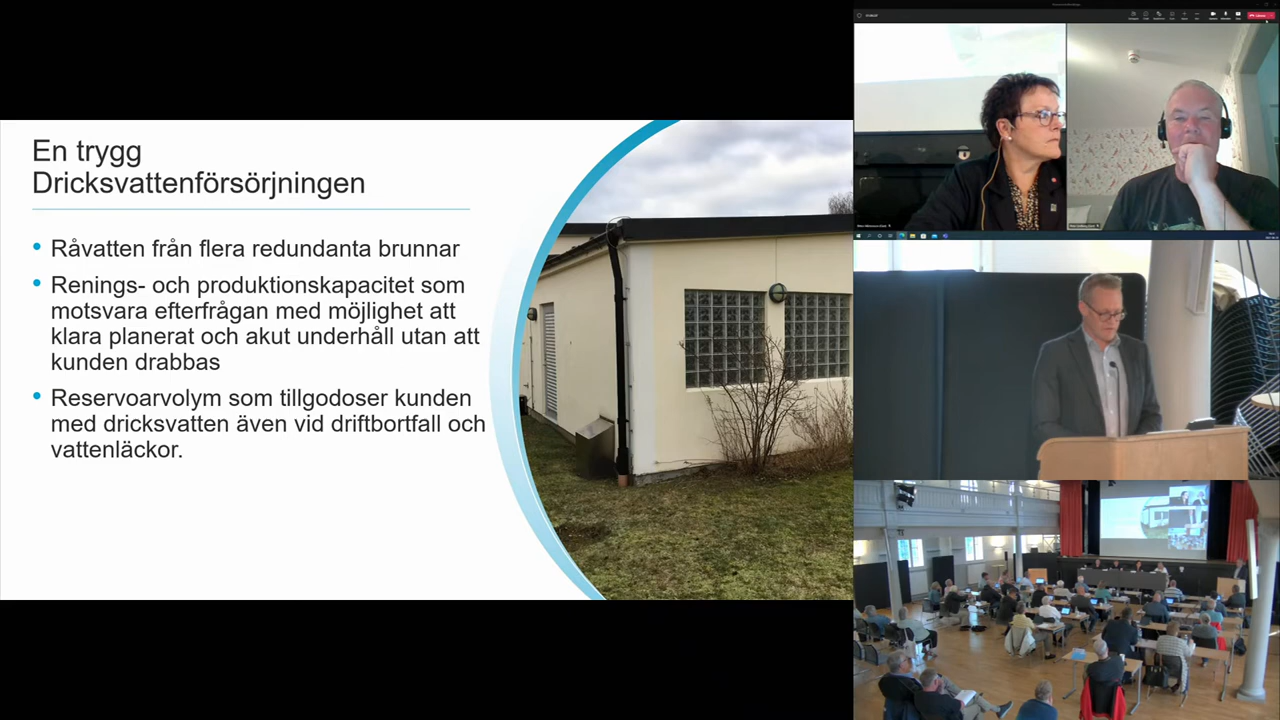 En trygg
Dricksvattenförsörjningen
• Råvatten från flera redundanta brunnar
• Renings- och produktionskapacitet som
motsvara efterfrågan med möjlighet att
klara planerat och akut underhåll utan att
kunden drabbas
• Reservoarvolym som tillgodoser kunden
med dricksvatten även vid driftbortfall och
vattenläckor.